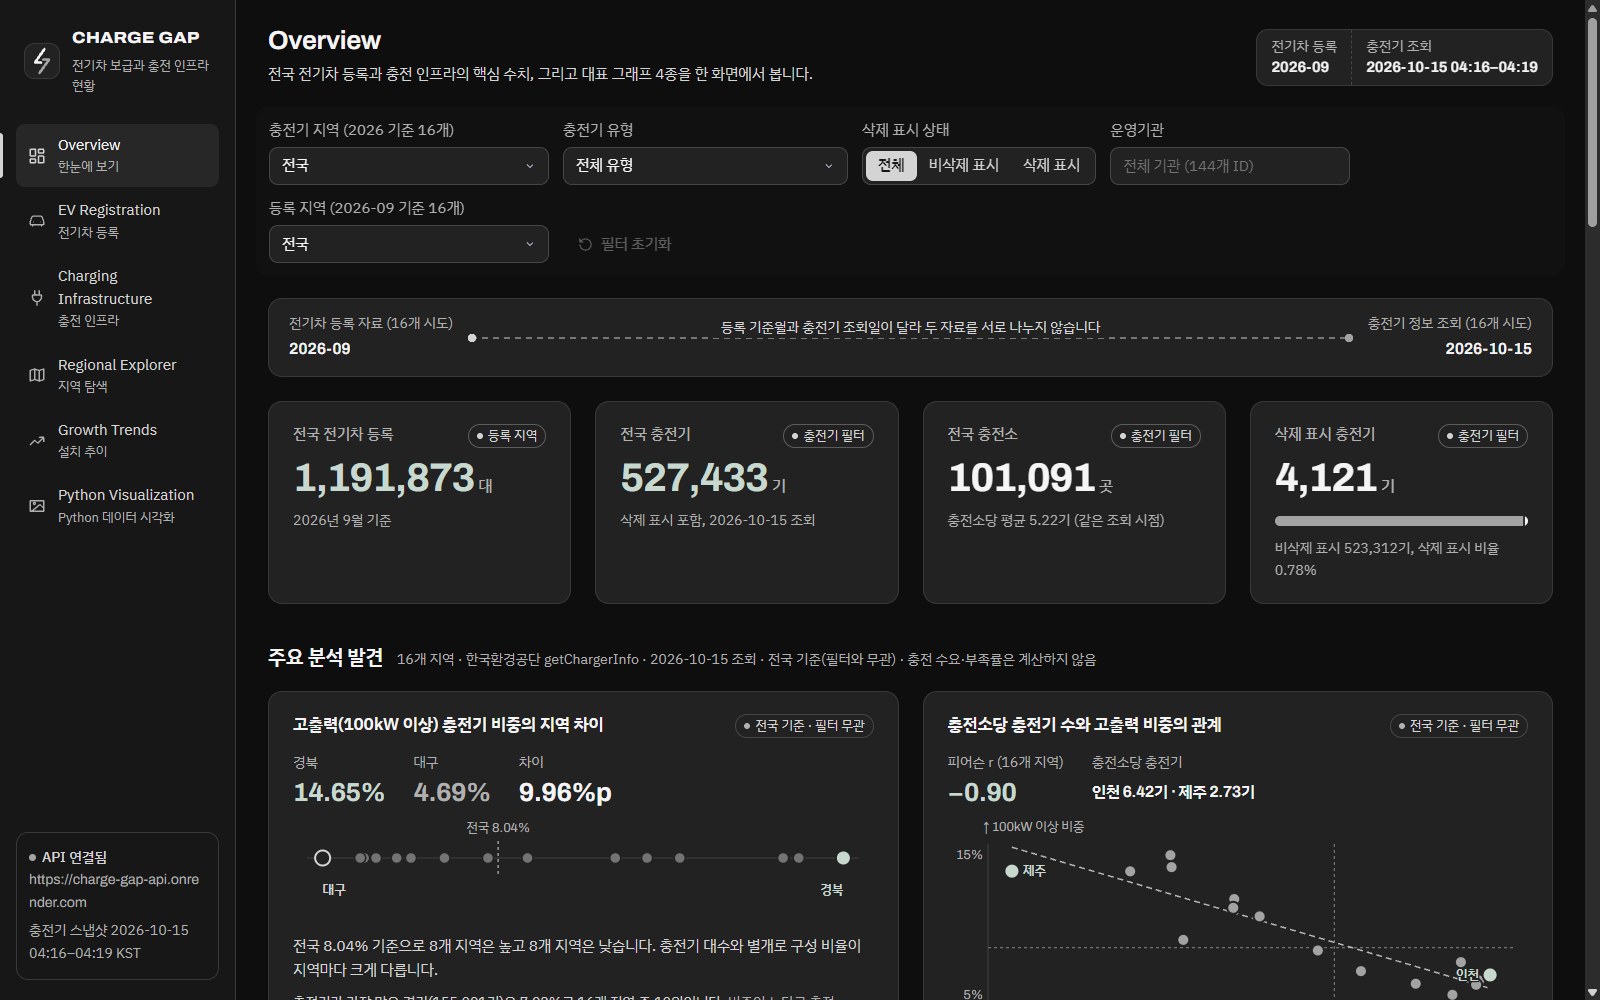 CHARGE GAP
전기차 보급과 충전 인프라
현황
Overview
한눈에 보기
EV Registration
전기차 등록
Charging
Infrastructure
충전 인프라
Regional Explorer
지역 탐색
Growth Trends
설치 추이
Python Visualization
Python 데이터 시각화
API 연결됨
https://charge-gap-api.onre
nder.com
충전기 스냅샷 2026-10-15
04:16–04:19 KST
Overview
전국 전기차 등록과 충전 인프라의 핵심 수치, 그리고 대표 그래프 4종을 한 화면에서 봅니다.
전기차 등록
2026-09
충전기 조회
2026-10-15 04:16–04:19
충전기 지역 (2026 기준 16개)
전국
충전기 유형
전체 유형
삭제 표시 상태
전체 비삭제 표시 삭제 표시
운영기관
전체 기관 (144개 ID)
등록 지역 (2026-09 기준 16개)
전국
필터 초기화
전기차 등록 자료 (16개 시도)
2026-09
등록 기준월과 충전기 조회일이 달라 두 자료를 서로 나누지 않습니다
충전기 정보 조회 (16개 시도)
2026-10-15
전국 전기차 등록
등록 지역
1,191,873 대
2026년 9월 기준
전국 충전기
충전기 필터
527,433 기
삭제 표시 포함, 2026-10-15 조회
전국 충전소
충전기 필터
101,091 곳
충전소당 평균 5.22기 (같은 조회 시점)
삭제 표시 충전기
충전기 필터
4,121 기
비삭제 표시 523,312기, 삭제 표시 비율
0.78%
주요 분석 발견 16개 지역 · 한국환경공단 getChargerInfo · 2026-10-15 조회 · 전국 기준(필터와 무관) · 충전 수요·부족률은 계산하지 않음
고출력(100kW 이상) 충전기 비중의 지역 차이
전국 기준 · 필터 무관
경북
14.65%
대구
4.69%
차이
9.96%p
전국 8.04%
대구
경북
전국 8.04% 기준으로 8개 지역은 높고 8개 지역은 낮습니다. 충전기 대수와 별개로 구성 비율이
지역마다 크게 다릅니다.
충전소당 충전기 수와 고출력 비중의 관계
전국 기준 · 필터 무관
피어슨 r (16개 지역)
−0.90
충전소당 충전기
인천 6.42기 · 제주 2.73기
↑ 100kW 이상 비중
15%
제주
인천
5%